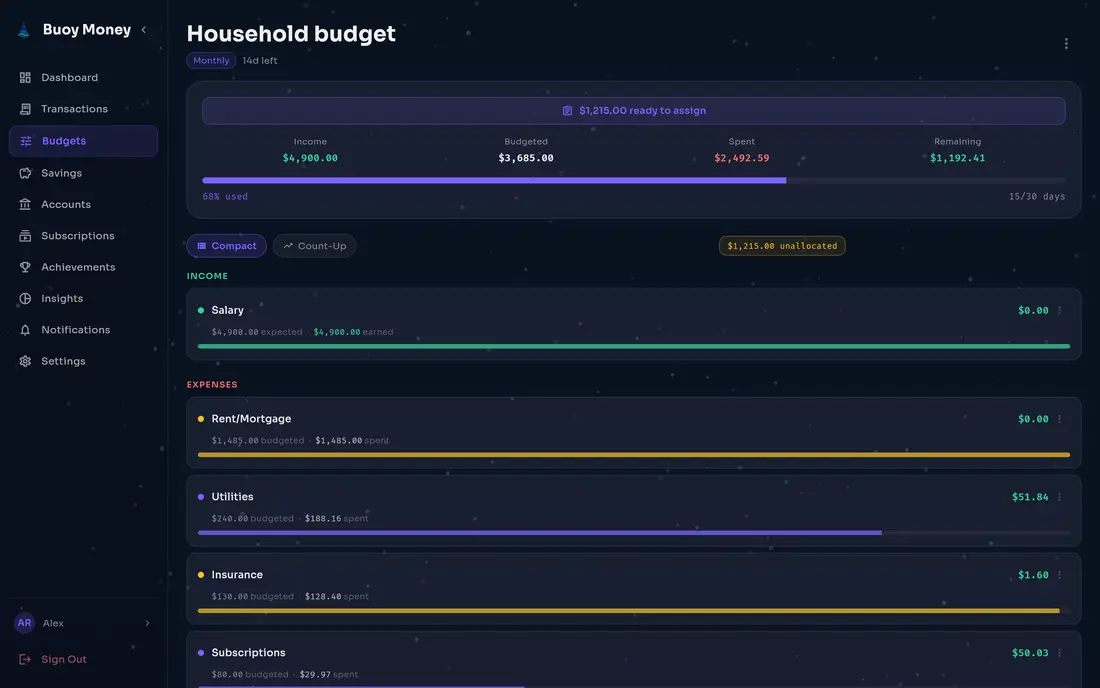 Buoy Money
Dashboard
Transactions
Budgets
Savings
Accounts
Subscriptions
Achievements
Insights
Notifications
Settings
AR Alex
Sign Out
Household budget
Monthly 14d left
$1,215.00 ready to assign
Income Budgeted Spent Remaining
$4,900.00 $3,685.00 $2,492.59 $1,192.41
68% used 15/30 days
Compact Count-Up $1,215.00 unallocated
INCOME
Salary $0.00
$4,900.00 expected · $4,900.00 earned
EXPENSES
Rent/Mortgage $0.00
$1,485.00 budgeted · $1,485.00 spent
Utilities $51.84
$240.00 budgeted · $188.16 spent
Insurance $1.60
$130.00 budgeted · $128.40 spent
Subscriptions $50.03
$80.00 budgeted · $29.97 spent